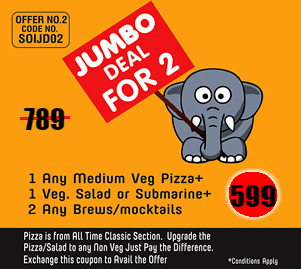 OFFER NO.2
CODE NO.
SOIJD02
JUMBO
DEAL
FOR 2
789
1 Any Medium Veg Pizza+
1 Veg. Salad or Submarine+
2 Any Brews/mocktails
599
Pizza is from All Time Classic Section. Upgrade the
Pizza/Salad to any Non Veg Just Pay the Difference.
Exchange this coupon to Avail the Offer
*Conditions Apply